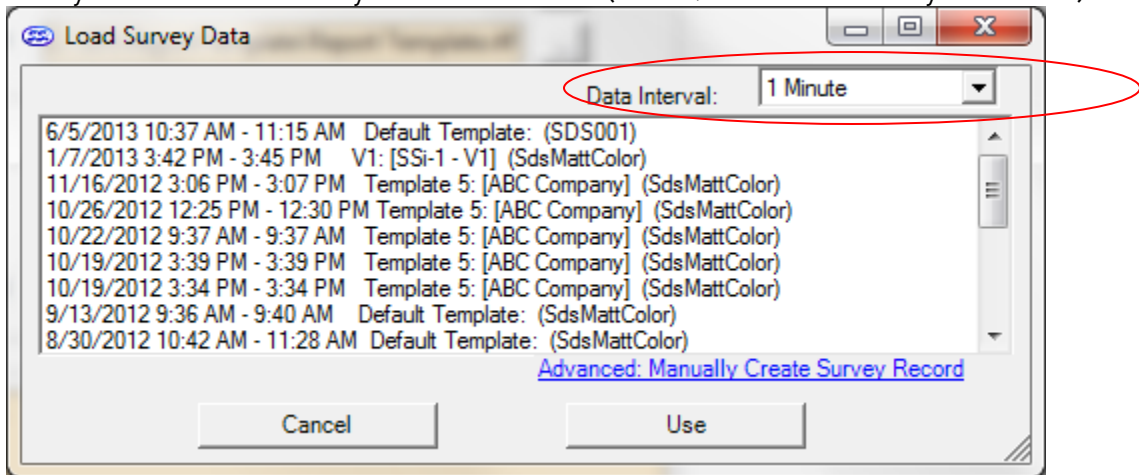 Load Survey Data
Data Interval: 1 Minute
6/5/2013 10:37 AM - 11:15 AM Default Template: (SDS001)
1/7/2013 3:42 PM - 3:45 PM V1: [SSi-1 - V1] (SdsMattColor)
11/16/2012 3:06 PM - 3:07 PM Template 5: [ABC Company] (SdsMattColor)
10/26/2012 12:25 PM - 12:30 PM Template 5: [ABC Company] (SdsMattColor)
10/22/2012 9:37 AM - 9:37 AM Template 5: [ABC Company] (SdsMattColor)
10/19/2012 3:39 PM - 3:39 PM Template 5: [ABC Company] (SdsMattColor)
10/19/2012 3:34 PM - 3:34 PM Template 5: [ABC Company] (SdsMattColor)
9/13/2012 9:36 AM - 9:40 AM Default Template: (SdsMattColor)
8/30/2012 10:42 AM - 11:28 AM Default Template: (SdsMattColor)
Advanced: Manually Create Survey Record
Cancel Use